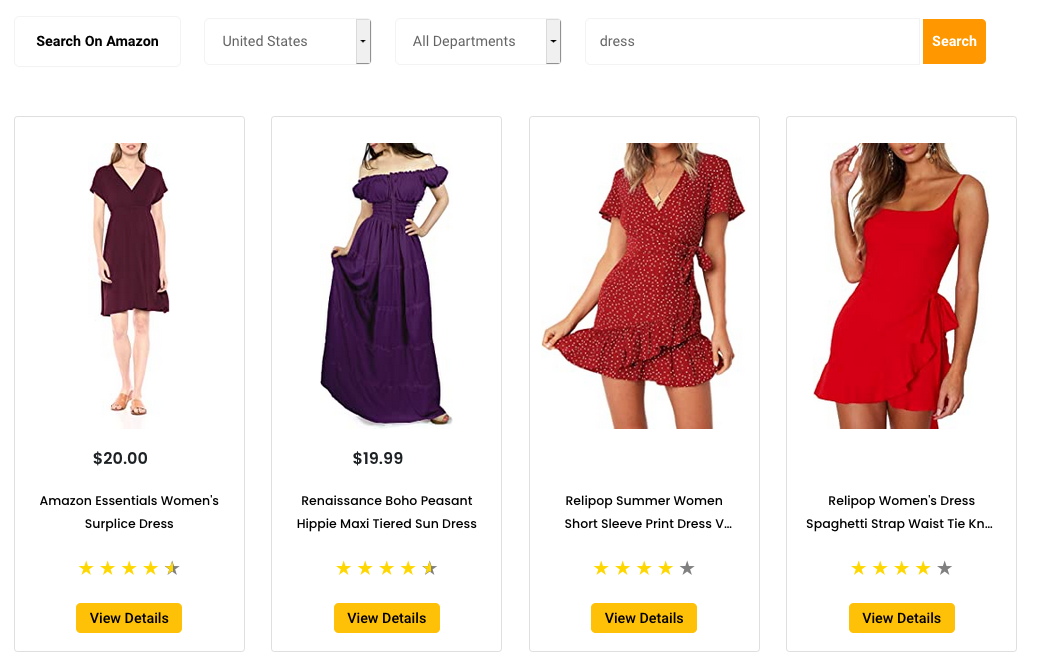 Search On Amazon
United States
All Departments
dress
Search
$20.00
Amazon Essentials Women's
Surplice Dress
View Details
$19.99
Renaissance Boho Peasant
Hippie Maxi Tiered Sun Dress
View Details
Relipop Summer Women
Short Sleeve Print Dress V...
View Details
Relipop Women's Dress
Spaghetti Strap Waist Tie Kn...
View Details